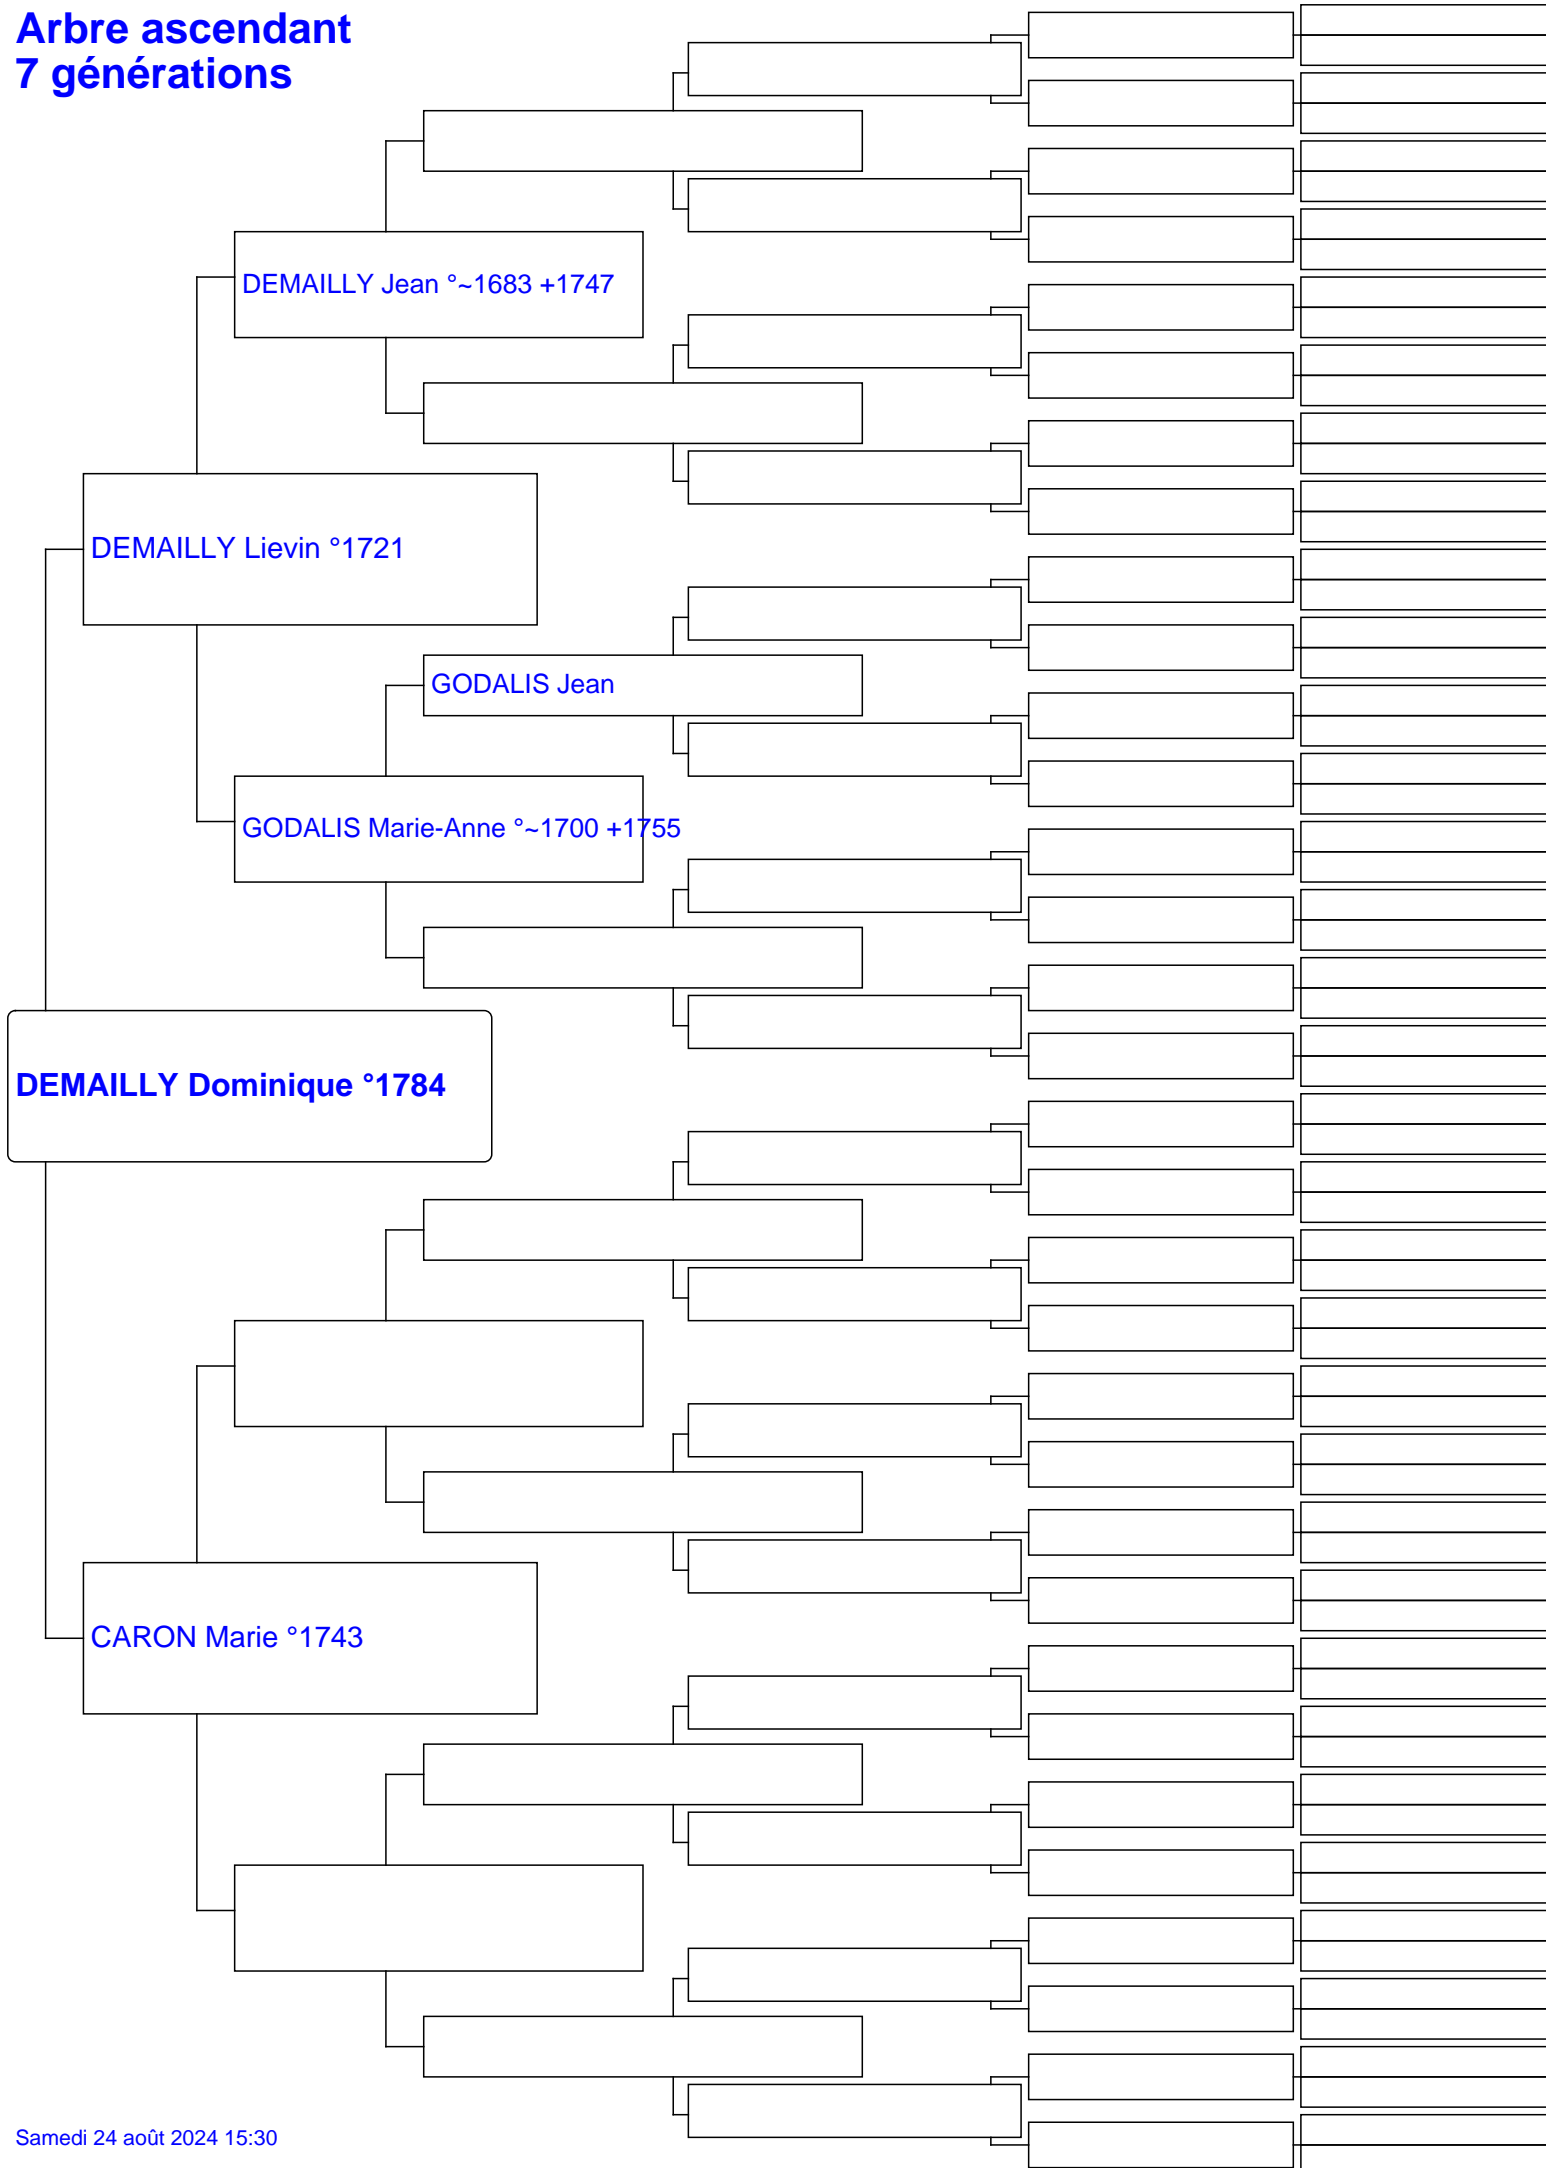 Arbre ascendant
7 générations
DEMAILLY Jean °~1683 +1747
DEMAILLY Lievin °1721
GODALIS Jean
GODALIS Marie-Anne °~1700 +1755
DEMAILLY Dominique °1784
CARON Marie °1743
Samedi 24 août 2024 15:30